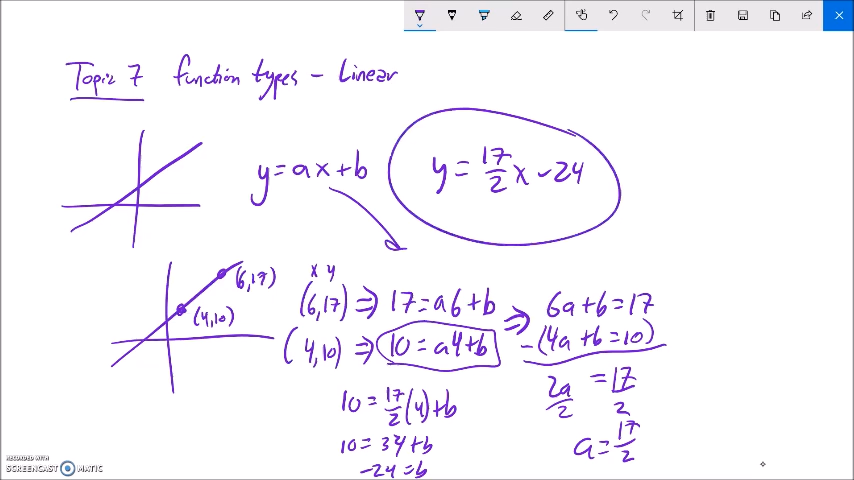 Topic 7 function types - Linear
y = ax + b
y = 17/2 x - 24
(6,17)
(4,10)
x y
(6,17) ⇒ 17 = a6 + b ⇒ 6a + b = 17
(4,10) ⇒ 10 = a4 + b - (4a + b = 10)
10 = 17/2 (4) + b
2a/2 = 17/2
10 = 34 + b
a = 17/2
-24 = b
RECORDED WITH
SCREENCAST MATIC